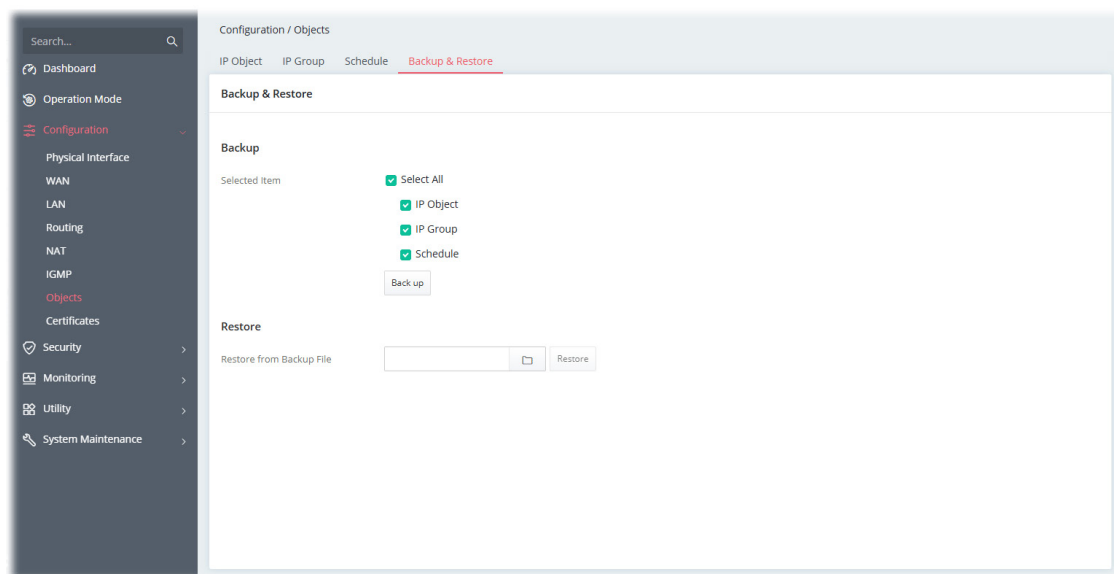 Search...
Dashboard
Operation Mode
Configuration
Physical Interface
WAN
LAN
Routing
NAT
IGMP
Objects
Certificates
Security
Monitoring
Utility
System Maintenance
Configuration / Objects
IP Object IP Group Schedule Backup & Restore
Backup & Restore
Backup
Selected Item
Select All
IP Object
IP Group
Schedule
Back up
Restore
Restore from Backup File Restore